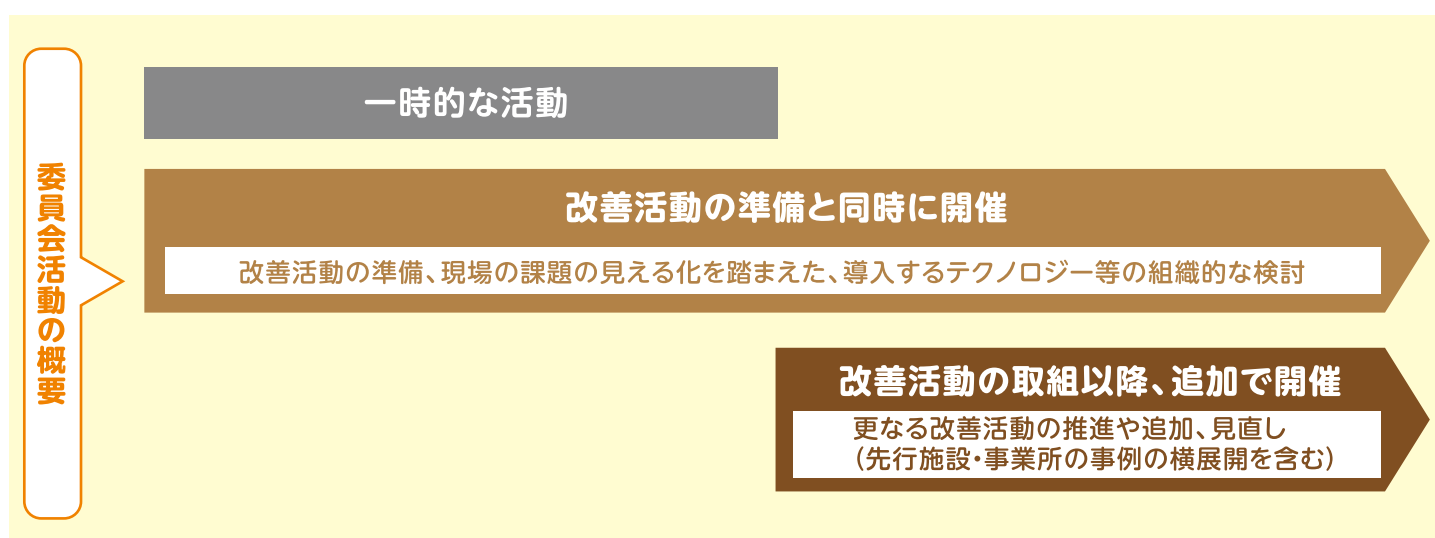 委員会活動の概要
一時的な活動
改善活動の準備と同時に開催
改善活動の準備、現場の課題の見える化を踏まえた、導入するテクノロジー等の組織的な検討
改善活動の取組以降、追加で開催
更なる改善活動の推進や追加、見直し
（先行施設・事業所の事例の横展開を含む）